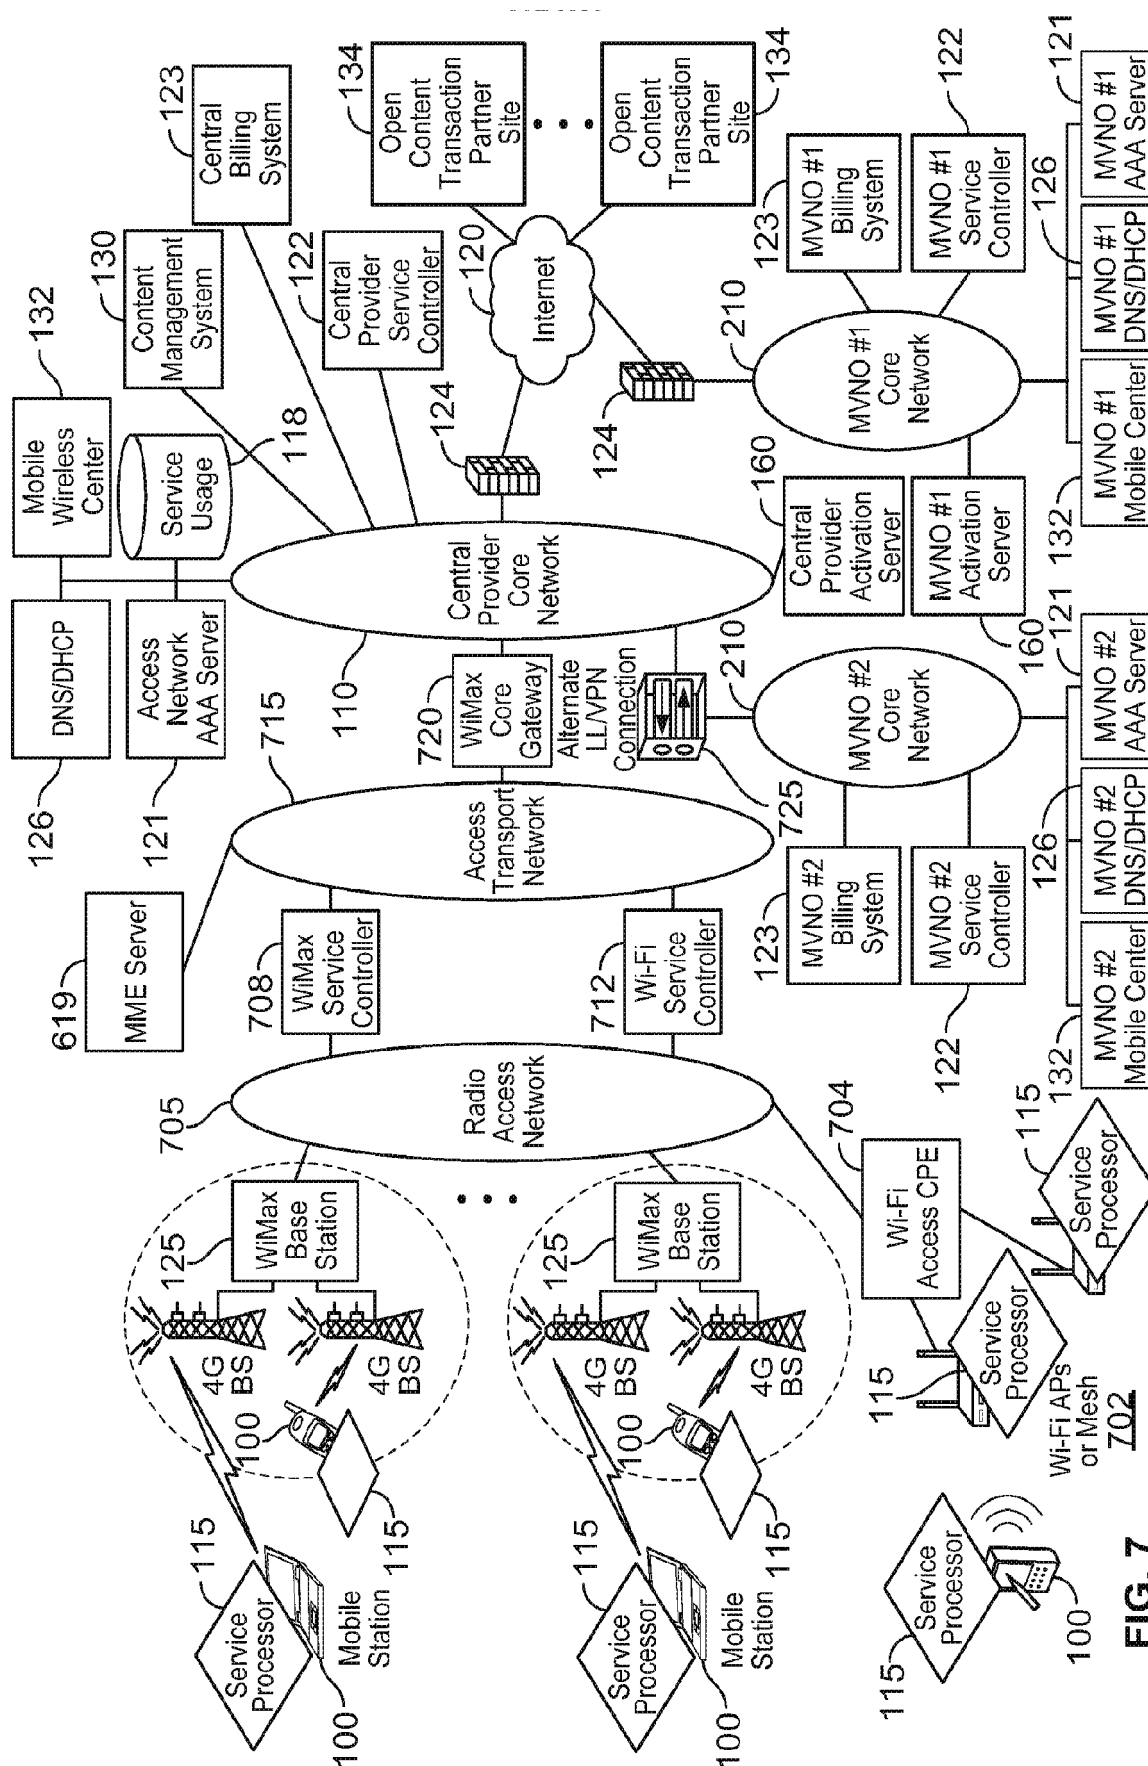 132
Mobile
Wireless
Center
DNS/DHCP
126
Service
Usage
118
Access
Network
AAA Server
121
130
Content
Management
System
123
Central
Billing
System
122
Central
Provider
Service
Controller
134
Open
Content
Transaction
Partner
Site
Open
Content
Transaction
Partner
Site
134
120
Internet
124
124
619
MME Server
715
Access
Transport
Network
110
Central
Provider
Core
Network
720
WiMax
Core
Gateway
Alternate
LL/VPN
Connection
725
708
WiMax
Service
Controller
712
Wi-Fi
Service
Controller
705
Radio
Access
Network
125
WiMax
Base
Station
4G
BS
4G
BS
100
115
115
Service
Processor
Mobile
Station
100
125
WiMax
Base
Station
4G
BS
4G
BS
100
115
115
Service
Processor
Mobile
Station
100
704
Wi-Fi
Access CPE
115
Service
Processor
115
Service
Processor
Wi-Fi APs
or Mesh
702
115
Service
Processor
100
160
Central
Provider
Activation
Server
MVNO #1
Activation
Server
160
210
MVNO #1
Core
Network
123
MVNO #1
Billing
System
122
MVNO #1
Service
Controller
132
MVNO #1
Mobile Center
126
MVNO #1
DNS/DHCP
121
MVNO #1
AAA Server
210
MVNO #2
Core
Network
123
MVNO #2
Billing
System
122
MVNO #2
Service
Controller
132
MVNO #2
Mobile Center
126
MVNO #2
DNS/DHCP
121
MVNO #2
AAA Server
FIG. 7